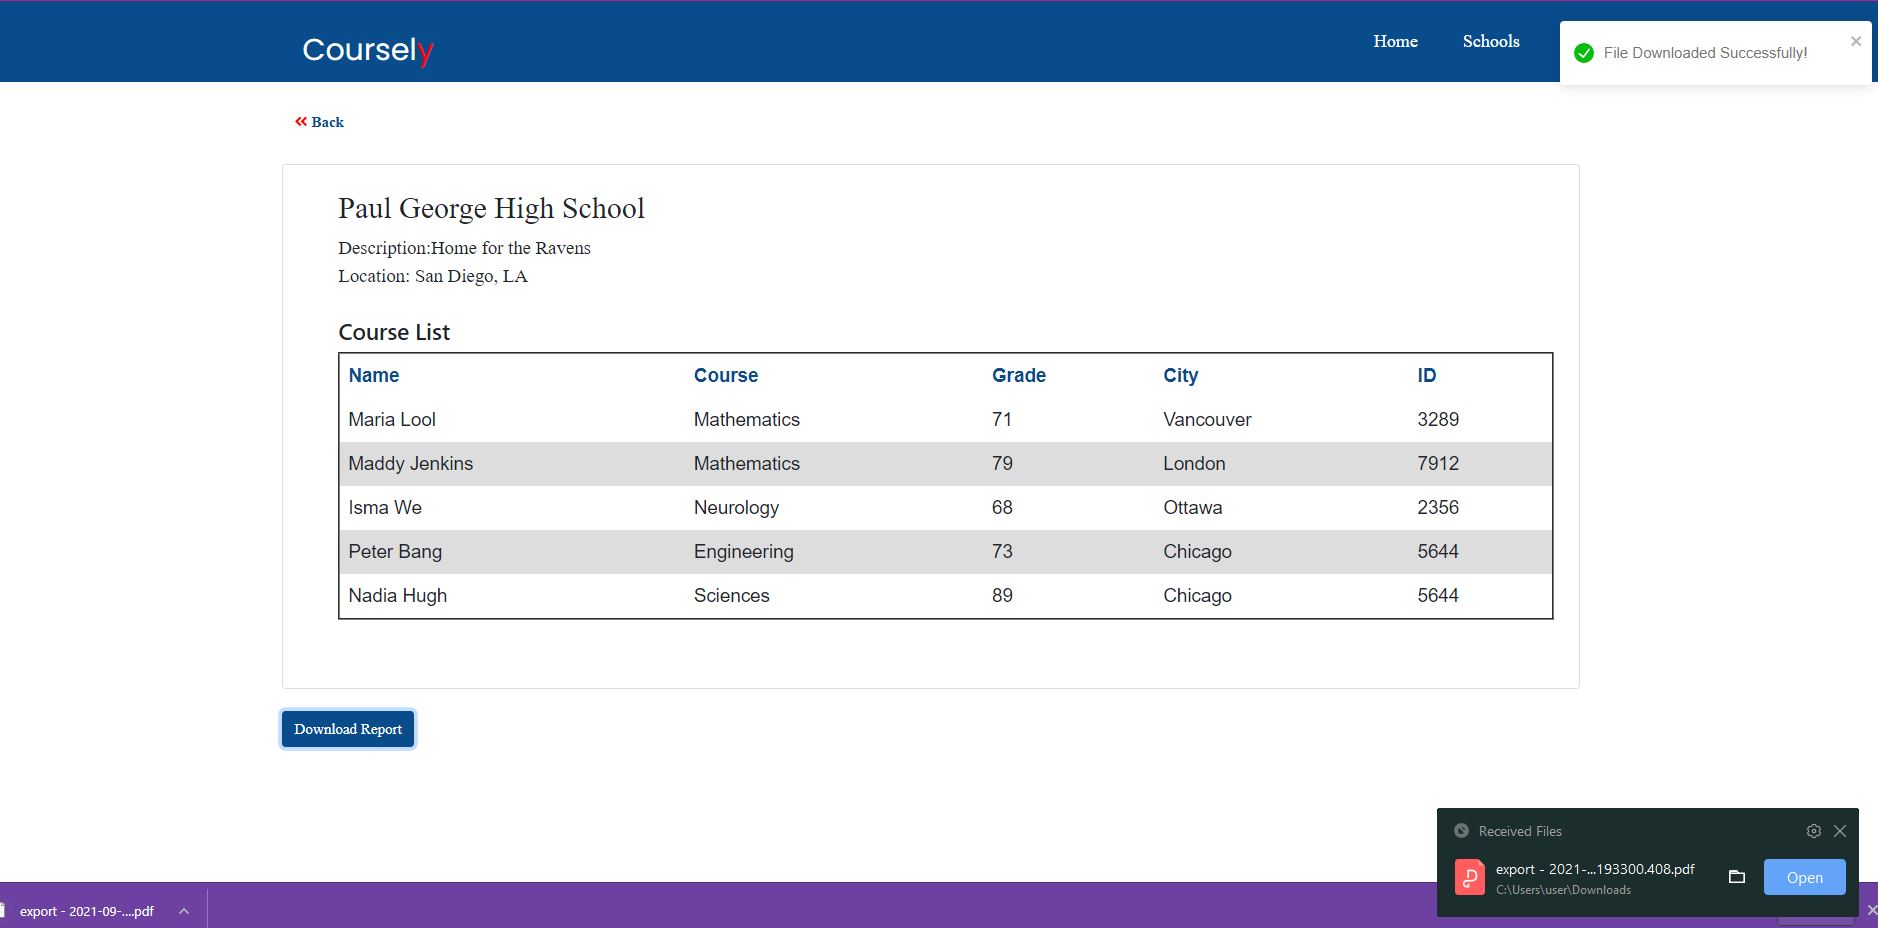 Coursely
Home Schools
File Downloaded Successfully!
Back
Paul George High School
Description:Home for the Ravens
Location: San Diego, LA
Course List
Name Course Grade City ID
Maria Lool Mathematics 71 Vancouver 3289
Maddy Jenkins Mathematics 79 London 7912
Isma We Neurology 68 Ottawa 2356
Peter Bang Engineering 73 Chicago 5644
Nadia Hugh Sciences 89 Chicago 5644
Download Report
Received Files
export - 2021-...193300.408.pdf
C:\Users\user\Downloads
Open
export - 2021-09-....pdf